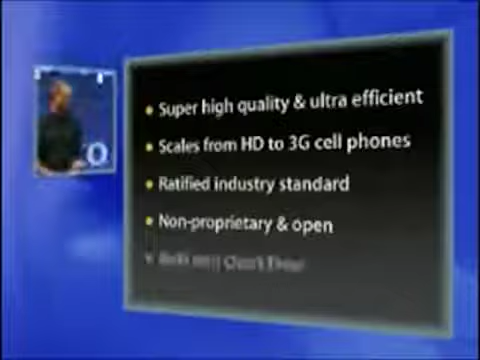 Super high quality & ultra efficient
Scales from HD to 3G cell phones
Ratified industry standard
Non-proprietary & open